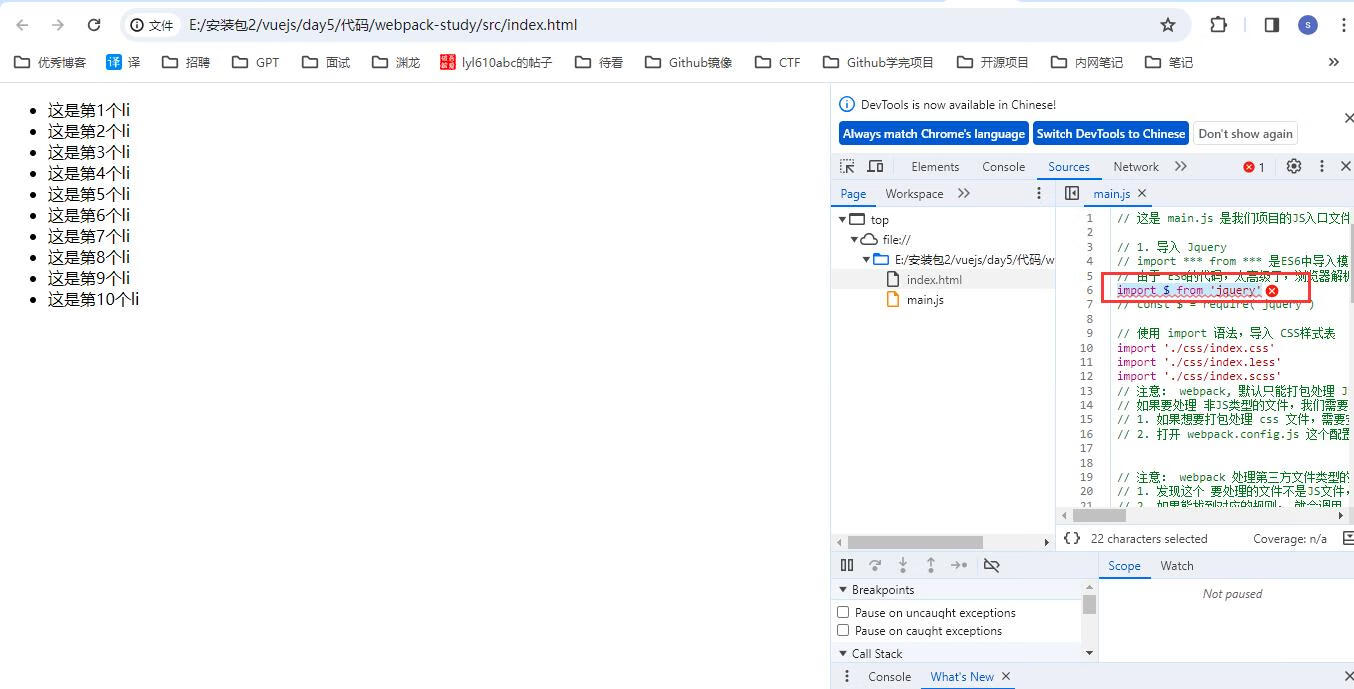 文件 E:/安装包2/vuejs/day5/代码/webpack-study/src/index.html S
优秀博客 译 译 招聘 GPT 面试 渊龙 lyl610abc的帖子 待看 Github镜像 CTF Github学完项目 开源项目 内网笔记 笔记 »
这是第1个li
这是第2个li
这是第3个li
这是第4个li
这是第5个li
这是第6个li
这是第7个li
这是第8个li
这是第9个li
这是第10个li
DevTools is now available in Chinese!
Always match Chrome's language Switch DevTools to Chinese Don't show again
Elements Console Sources Network 1
Page Workspace
top
file://
E:/安装包2/vuejs/day5/代码/w
index.html
main.js
main.js
1 // 这是 main.js 是我们项目的JS入口文件
2
3 // 1. 导入 Jquery
4 // import *** from *** 是ES6中导入模
5 // 由于 ES6的代码，太高级了，浏览器解析
6 import $ from 'jquery'
7 // const $ = require('jquery')
8
9 // 使用 import 语法，导入 CSS样式表
10 import './css/index.css'
11 import './css/index.less'
12 import './css/index.scss'
13 // 注意： webpack, 默认只能打包处理 J
14 // 如果要处理 非JS类型的文件，我们需要
15 // 1. 如果想要打包处理 css 文件，需要安
16 // 2. 打开 webpack.config.js 这个配置
17
18
19 // 注意： webpack 处理第三方文件类型的
20 // 1. 发现这个 要处理的文件不是JS文件，
21 // 2. 如果能找到对应的规则， 就会调用
{} 22 characters selected Coverage: n/a
Breakpoints
Pause on uncaught exceptions
Pause on caught exceptions
Call Stack
Scope Watch
Not paused
Console What's New